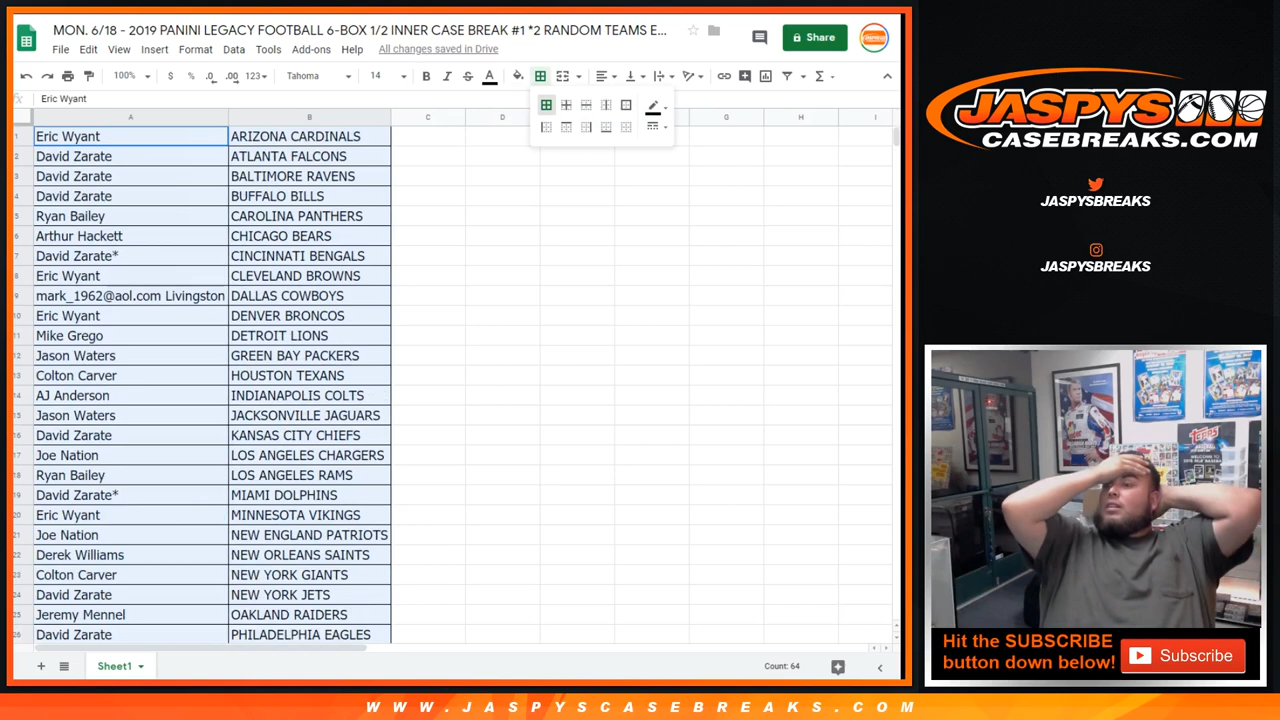 MON. 6/18 - 2019 PANINI LEGACY FOOTBALL 6-BOX 1/2 INNER CASE BREAK #1 *2 RANDOM TEAMS E...
Share
File Edit View Insert Format Data Tools Add-ons Help All changes saved in Drive
100% $ % .0 .00 123 Tahoma 14 B I S A
fx Eric Wyant
A B C D G H I
1 Eric Wyant ARIZONA CARDINALS
2 David Zarate ATLANTA FALCONS
3 David Zarate BALTIMORE RAVENS
4 David Zarate BUFFALO BILLS
5 Ryan Bailey CAROLINA PANTHERS
6 Arthur Hackett CHICAGO BEARS
7 David Zarate* CINCINNATI BENGALS
8 Eric Wyant CLEVELAND BROWNS
9 mark_1962@aol.com Livingston DALLAS COWBOYS
10 Eric Wyant DENVER BRONCOS
11 Mike Grego DETROIT LIONS
12 Jason Waters GREEN BAY PACKERS
13 Colton Carver HOUSTON TEXANS
14 AJ Anderson INDIANAPOLIS COLTS
15 Jason Waters JACKSONVILLE JAGUARS
16 David Zarate KANSAS CITY CHIEFS
17 Joe Nation LOS ANGELES CHARGERS
18 Ryan Bailey LOS ANGELES RAMS
19 David Zarate* MIAMI DOLPHINS
20 Eric Wyant MINNESOTA VIKINGS
21 Joe Nation NEW ENGLAND PATRIOTS
22 Derek Williams NEW ORLEANS SAINTS
23 Colton Carver NEW YORK GIANTS
24 David Zarate NEW YORK JETS
25 Jeremy Mennel OAKLAND RAIDERS
26 David Zarate PHILADELPHIA EAGLES
Sheet1
Count: 64
JASPYS
CASEBREAKS.COM
JASPYSBREAKS
JASPYSBREAKS
TOPPS
Hit the SUBSCRIBE
button down below!
Subscribe
WWW.JASPYSCASEBREAKS.COM